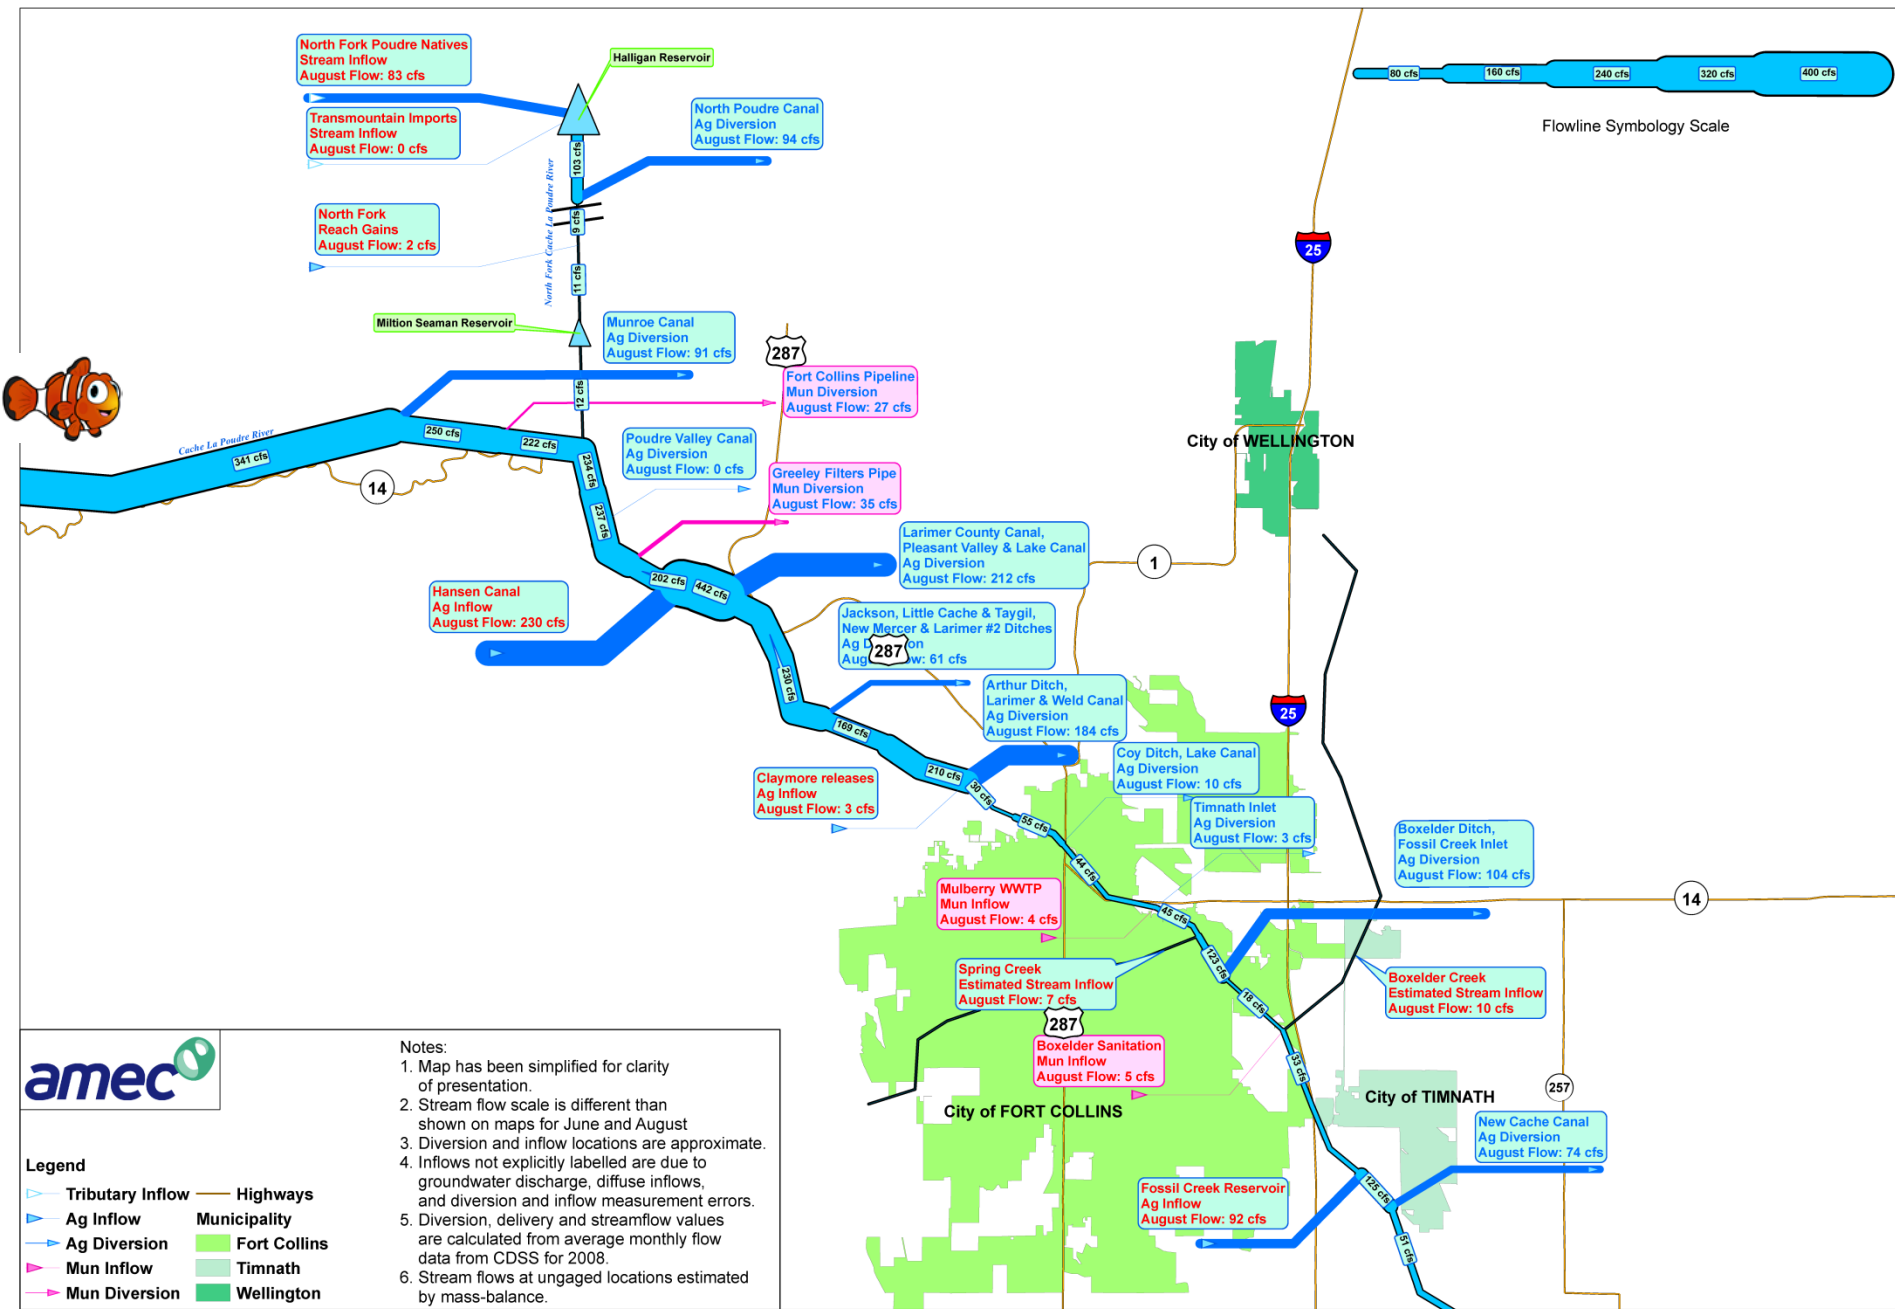 North Fork Poudre Natives
Stream Inflow
August Flow: 83 cfs
Halligan Reservoir
80 cfs
160 cfs
240 cfs
320 cfs
400 cfs
Flowline Symbology Scale
Transmountain Imports
Stream Inflow
August Flow: 0 cfs
North Poudre Canal
Ag Diversion
August Flow: 94 cfs
103 cfs
North Fork Cache La Poudre River
9 cfs
North Fork
Reach Gains
August Flow: 2 cfs
11 cfs
25
Miltion Seaman Reservoir
Munroe Canal
Ag Diversion
August Flow: 91 cfs
287
12 cfs
Fort Collins Pipeline
Mun Diversion
August Flow: 27 cfs
Cache La Poudre River
341 cfs
250 cfs
222 cfs
14
234 cfs
237 cfs
Poudre Valley Canal
Ag Diversion
August Flow: 0 cfs
Greeley Filters Pipe
Mun Diversion
August Flow: 35 cfs
City of WELLINGTON
Larimer County Canal,
Pleasant Valley & Lake Canal
Ag Diversion
August Flow: 212 cfs
1
202 cfs
442 cfs
Hansen Canal
Ag Inflow
August Flow: 230 cfs
Jackson, Little Cache & Taygil,
New Mercer & Larimer #2 Ditches
Ag D on
Aug w: 61 cfs
287
230 cfs
Arthur Ditch,
Larimer & Weld Canal
Ag Diversion
August Flow: 184 cfs
25
169 cfs
210 cfs
30 cfs
Claymore releases
Ag Inflow
August Flow: 3 cfs
Coy Ditch, Lake Canal
Ag Diversion
August Flow: 10 cfs
55 cfs
Timnath Inlet
Ag Diversion
August Flow: 3 cfs
44 cfs
Boxelder Ditch,
Fossil Creek Inlet
Ag Diversion
August Flow: 104 cfs
Mulberry WWTP
Mun Inflow
August Flow: 4 cfs
45 cfs
14
123 cfs
Spring Creek
Estimated Stream Inflow
August Flow: 7 cfs
18 cfs
Boxelder Creek
Estimated Stream Inflow
August Flow: 10 cfs
287
Boxelder Sanitation
Mun Inflow
August Flow: 5 cfs
33 cfs
257
City of FORT COLLINS
City of TIMNATH
New Cache Canal
Ag Diversion
August Flow: 74 cfs
Fossil Creek Reservoir
Ag Inflow
August Flow: 92 cfs
125 cfs
51 cfs
amec
Notes:
1. Map has been simplified for clarity
of presentation.
2. Stream flow scale is different than
shown on maps for June and August
3. Diversion and inflow locations are approximate.
4. Inflows not explicitly labelled are due to
groundwater discharge, diffuse inflows,
and diversion and inflow measurement errors.
5. Diversion, delivery and streamflow values
are calculated from average monthly flow
data from CDSS for 2008.
6. Stream flows at ungaged locations estimated
by mass-balance.
Legend
Tributary Inflow
Ag Inflow
Ag Diversion
Mun Inflow
Mun Diversion
Highways
Municipality
Fort Collins
Timnath
Wellington